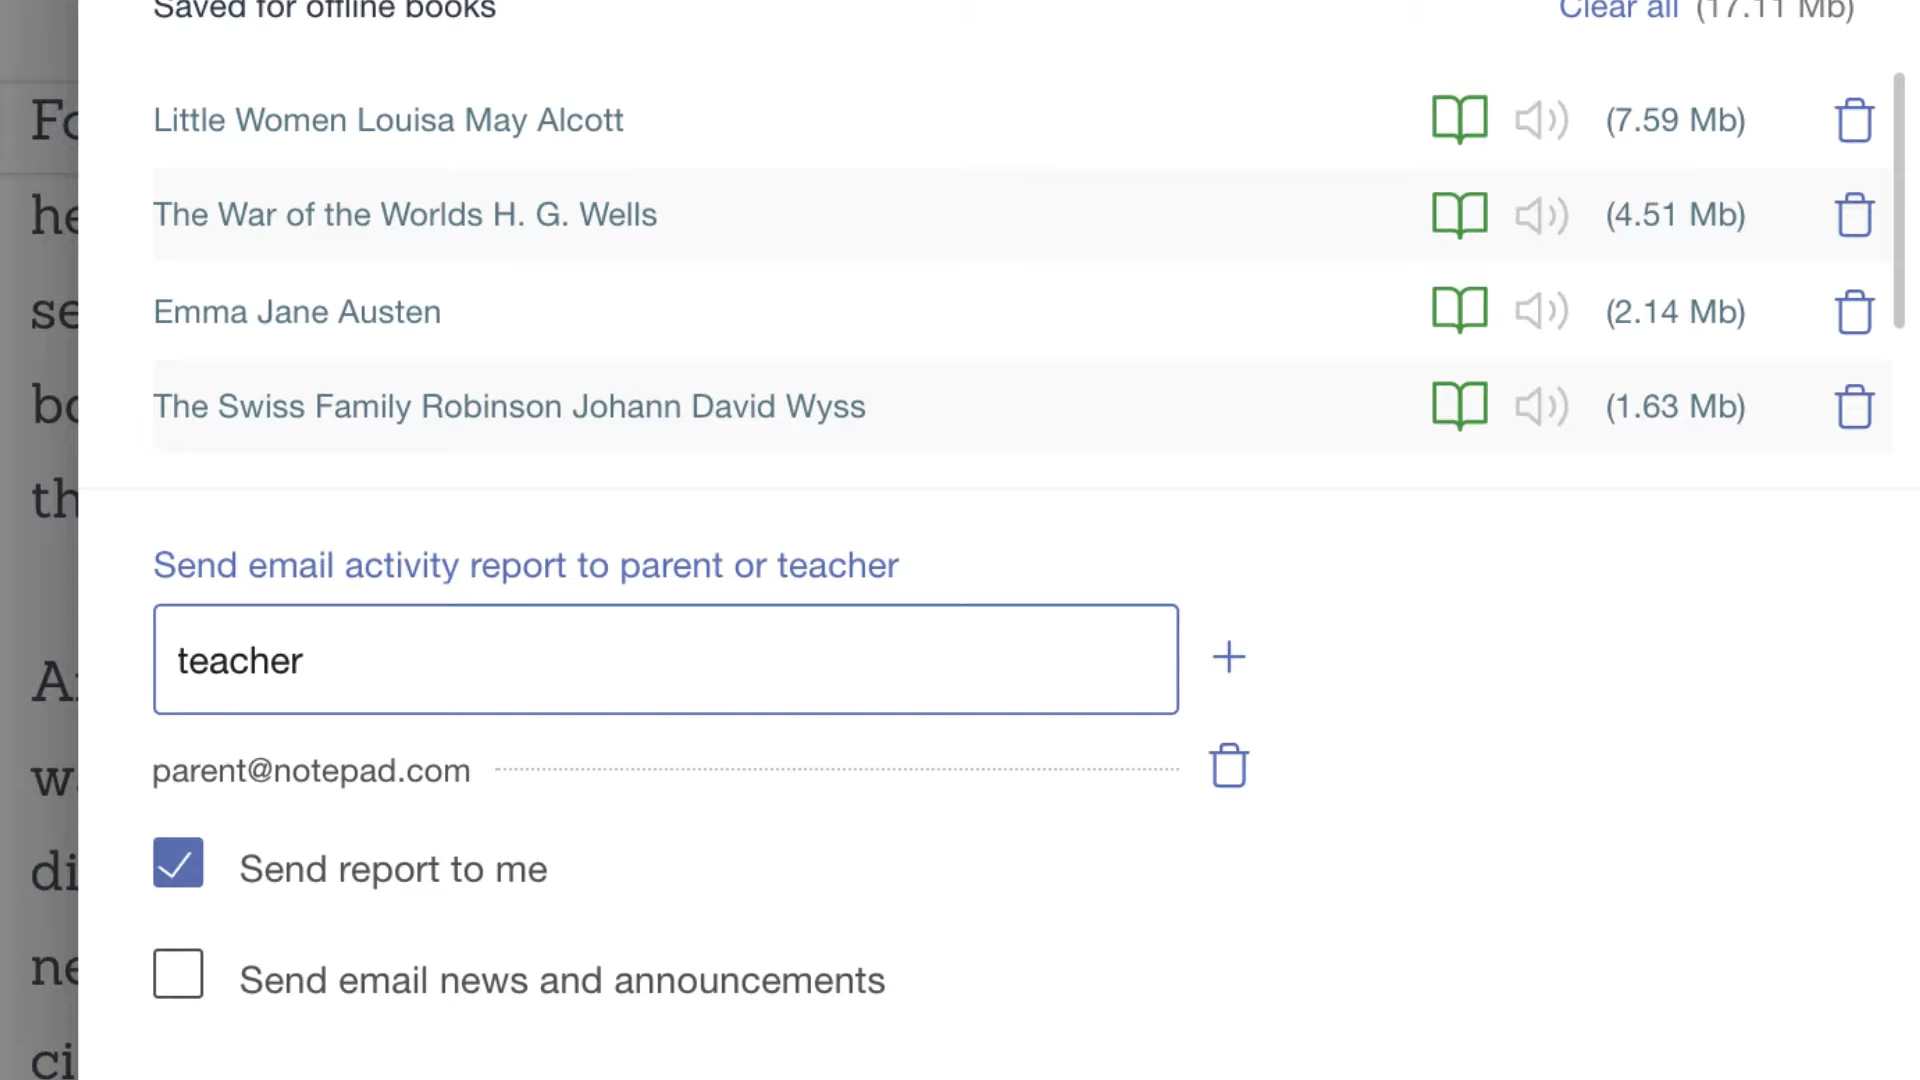 Saved for offline books Clear all (17.11 Mb)
Little Women Louisa May Alcott (7.59 Mb)
The War of the Worlds H. G. Wells (4.51 Mb)
Emma Jane Austen (2.14 Mb)
The Swiss Family Robinson Johann David Wyss (1.63 Mb)
Send email activity report to parent or teacher
teacher
parent@notepad.com
Send report to me
Send email news and announcements